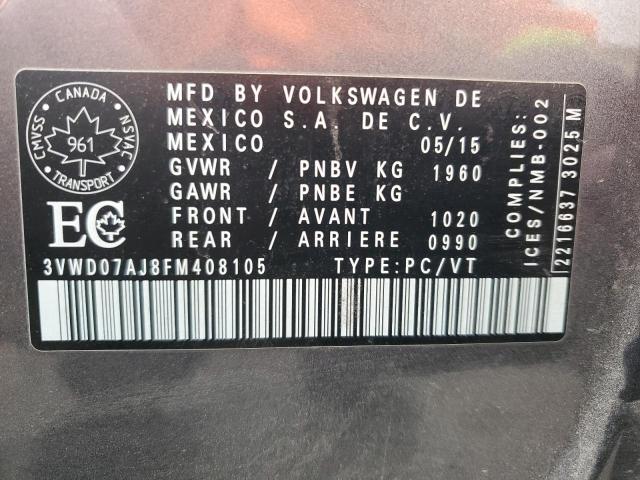 CANADA
CMVSS
961
NSVAC
TRANSPORT
EC
MFD BY VOLKSWAGEN DE
MEXICO S.A. DE C.V.
MEXICO 05/15
GVWR / PNBV KG 1960
GAWR / PNBE KG
FRONT / AVANT 1020
REAR / ARRIERE 0990
3VWD07AJ8FM408105 TYPE:PC/VT
COMPLIES:
ICES/NMB-002
2216637 3025 M